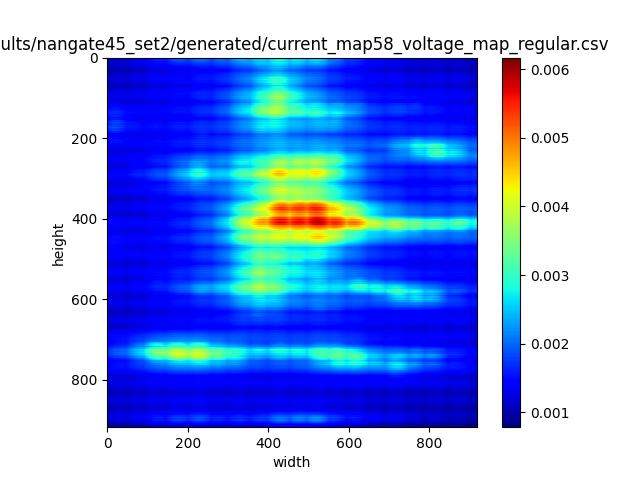 ults/nangate45_set2/generated/current_map58_voltage_map_regular.csv
0
200
400
600
800
height
0 200 400 600 800
width
0.006
0.005
0.004
0.003
0.002
0.001